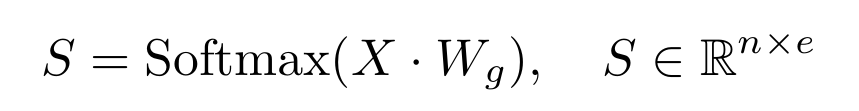 S = Softmax(X · W_g), S ∈ ℝ^{n×e}